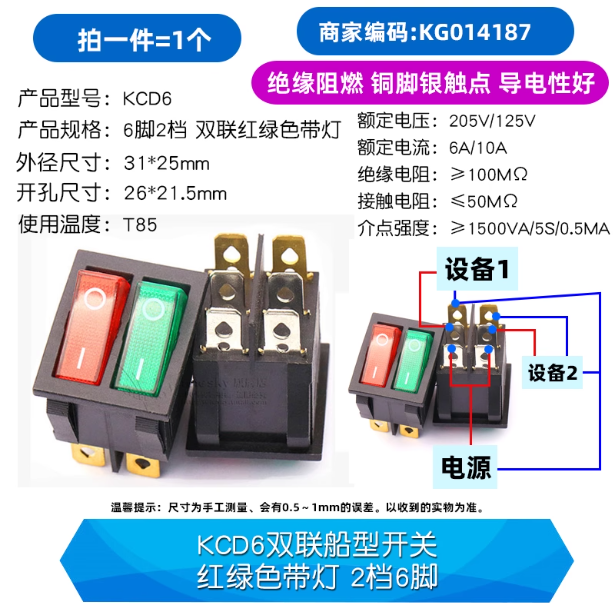 拍一件=1个
商家编码:KG014187
绝缘阻燃 铜脚银触点 导电性好
产品型号: KCD6
产品规格: 6脚2档 双联红绿色带灯
外径尺寸: 31*25mm
开孔尺寸: 26*21.5mm
使用温度: T85
额定电压: 205V/125V
额定电流: 6A/10A
绝缘电阻: ≥100MΩ
接触电阻: ≤50MΩ
介点强度: ≥1500VA/5S/0.5MA
设备1
设备2
电源
温馨提示: 尺寸为手工测量、会有0.5~1mm的误差。以收到的实物为准。
KCD6双联船型开关
红绿色带灯 2档6脚